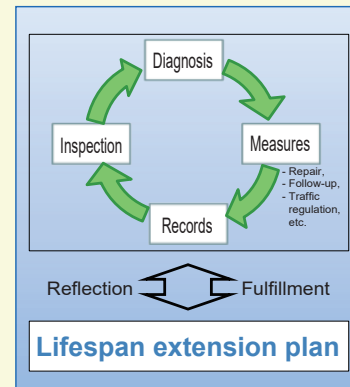 Diagnosis
Inspection
Measures
- Repair,
- Follow-up,
- Traffic
regulation,
etc.
Records
Reflection
Fulfillment
Lifespan extension plan